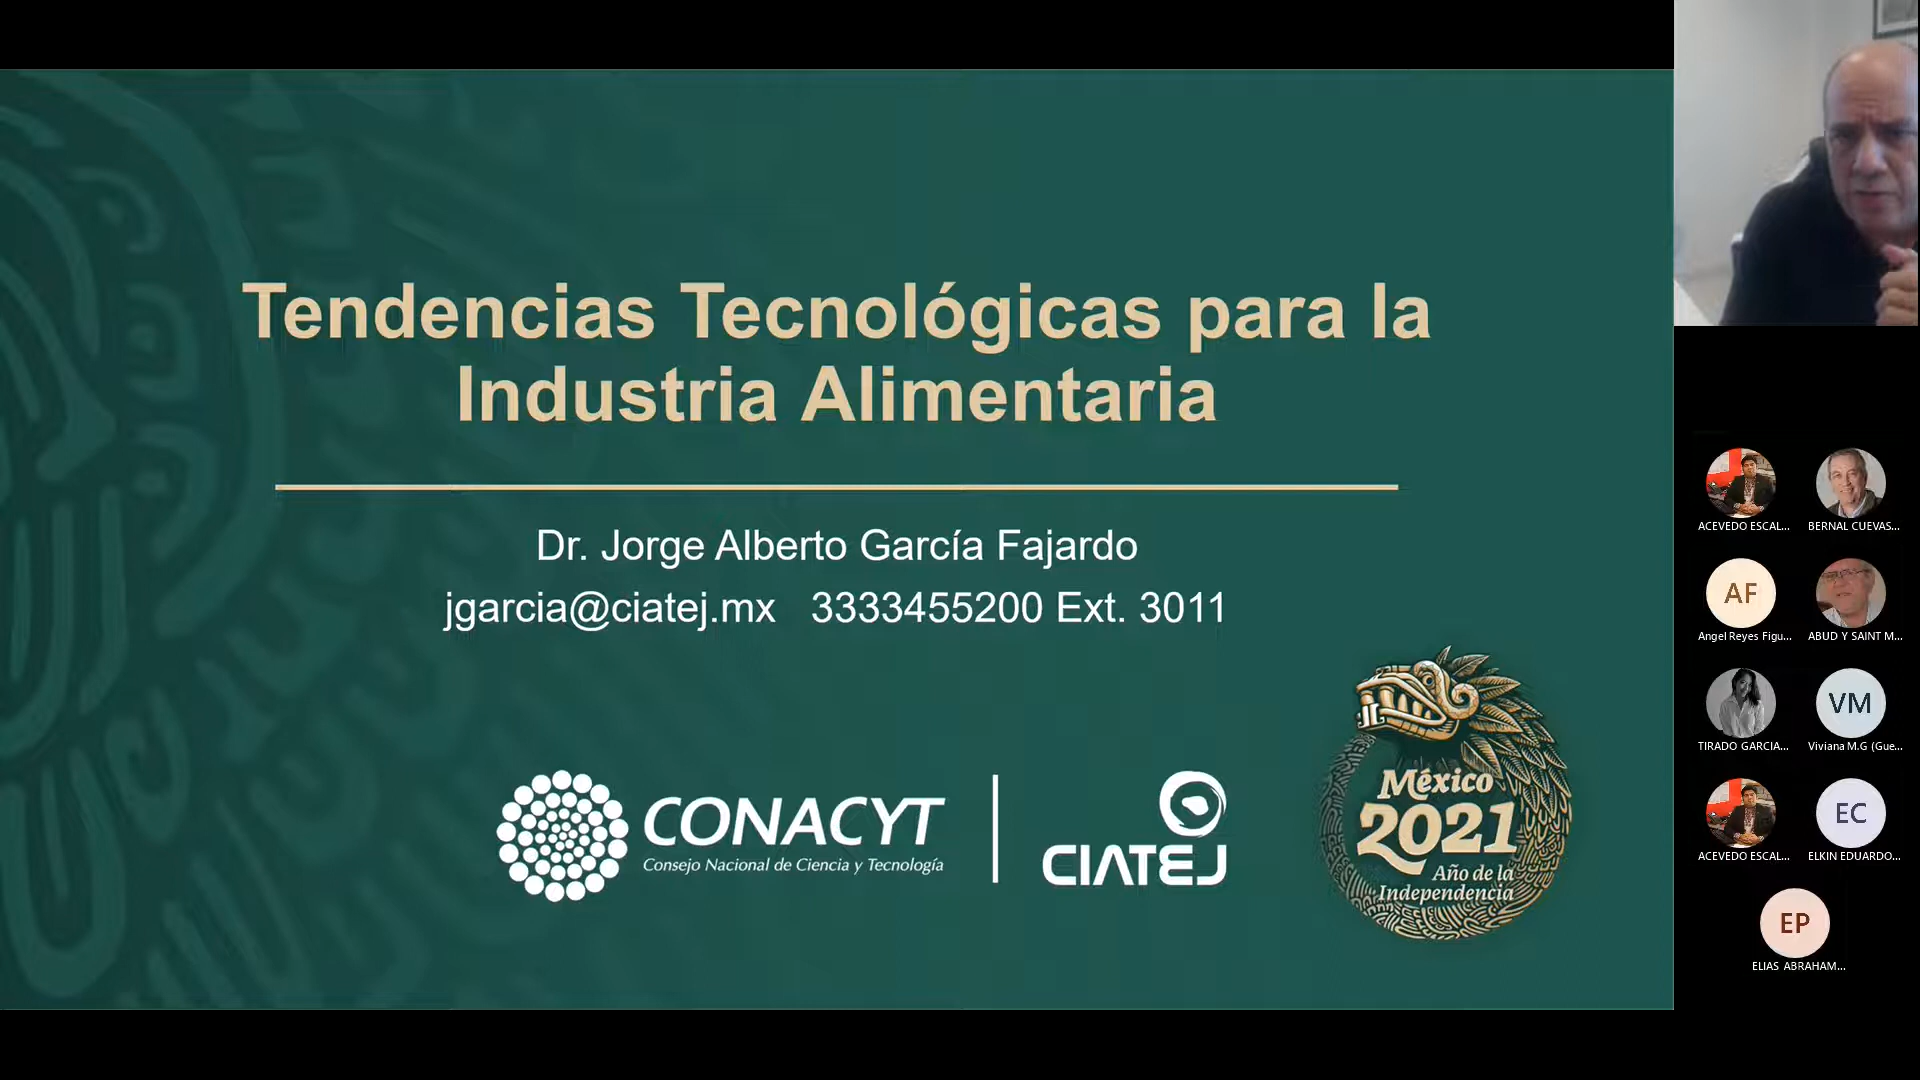 Tendencias Tecnológicas para la
Industria Alimentaria
Dr. Jorge Alberto García Fajardo
jgarcia@ciatej.mx 3333455200 Ext. 3011
CONACYT
Consejo Nacional de Ciencia y Tecnología
CIATEJ
México
2021
Año de la
Independencia
ACEVEDO ESCAL...
BERNAL CUEVAS...
AF
Angel Reyes Figu...
ABUD Y SAINT M...
TIRADO GARCIA...
VM
Viviana M.G (Gue...
ACEVEDO ESCAL...
EC
ELKIN EDUARDO...
EP
ELIAS ABRAHAM...